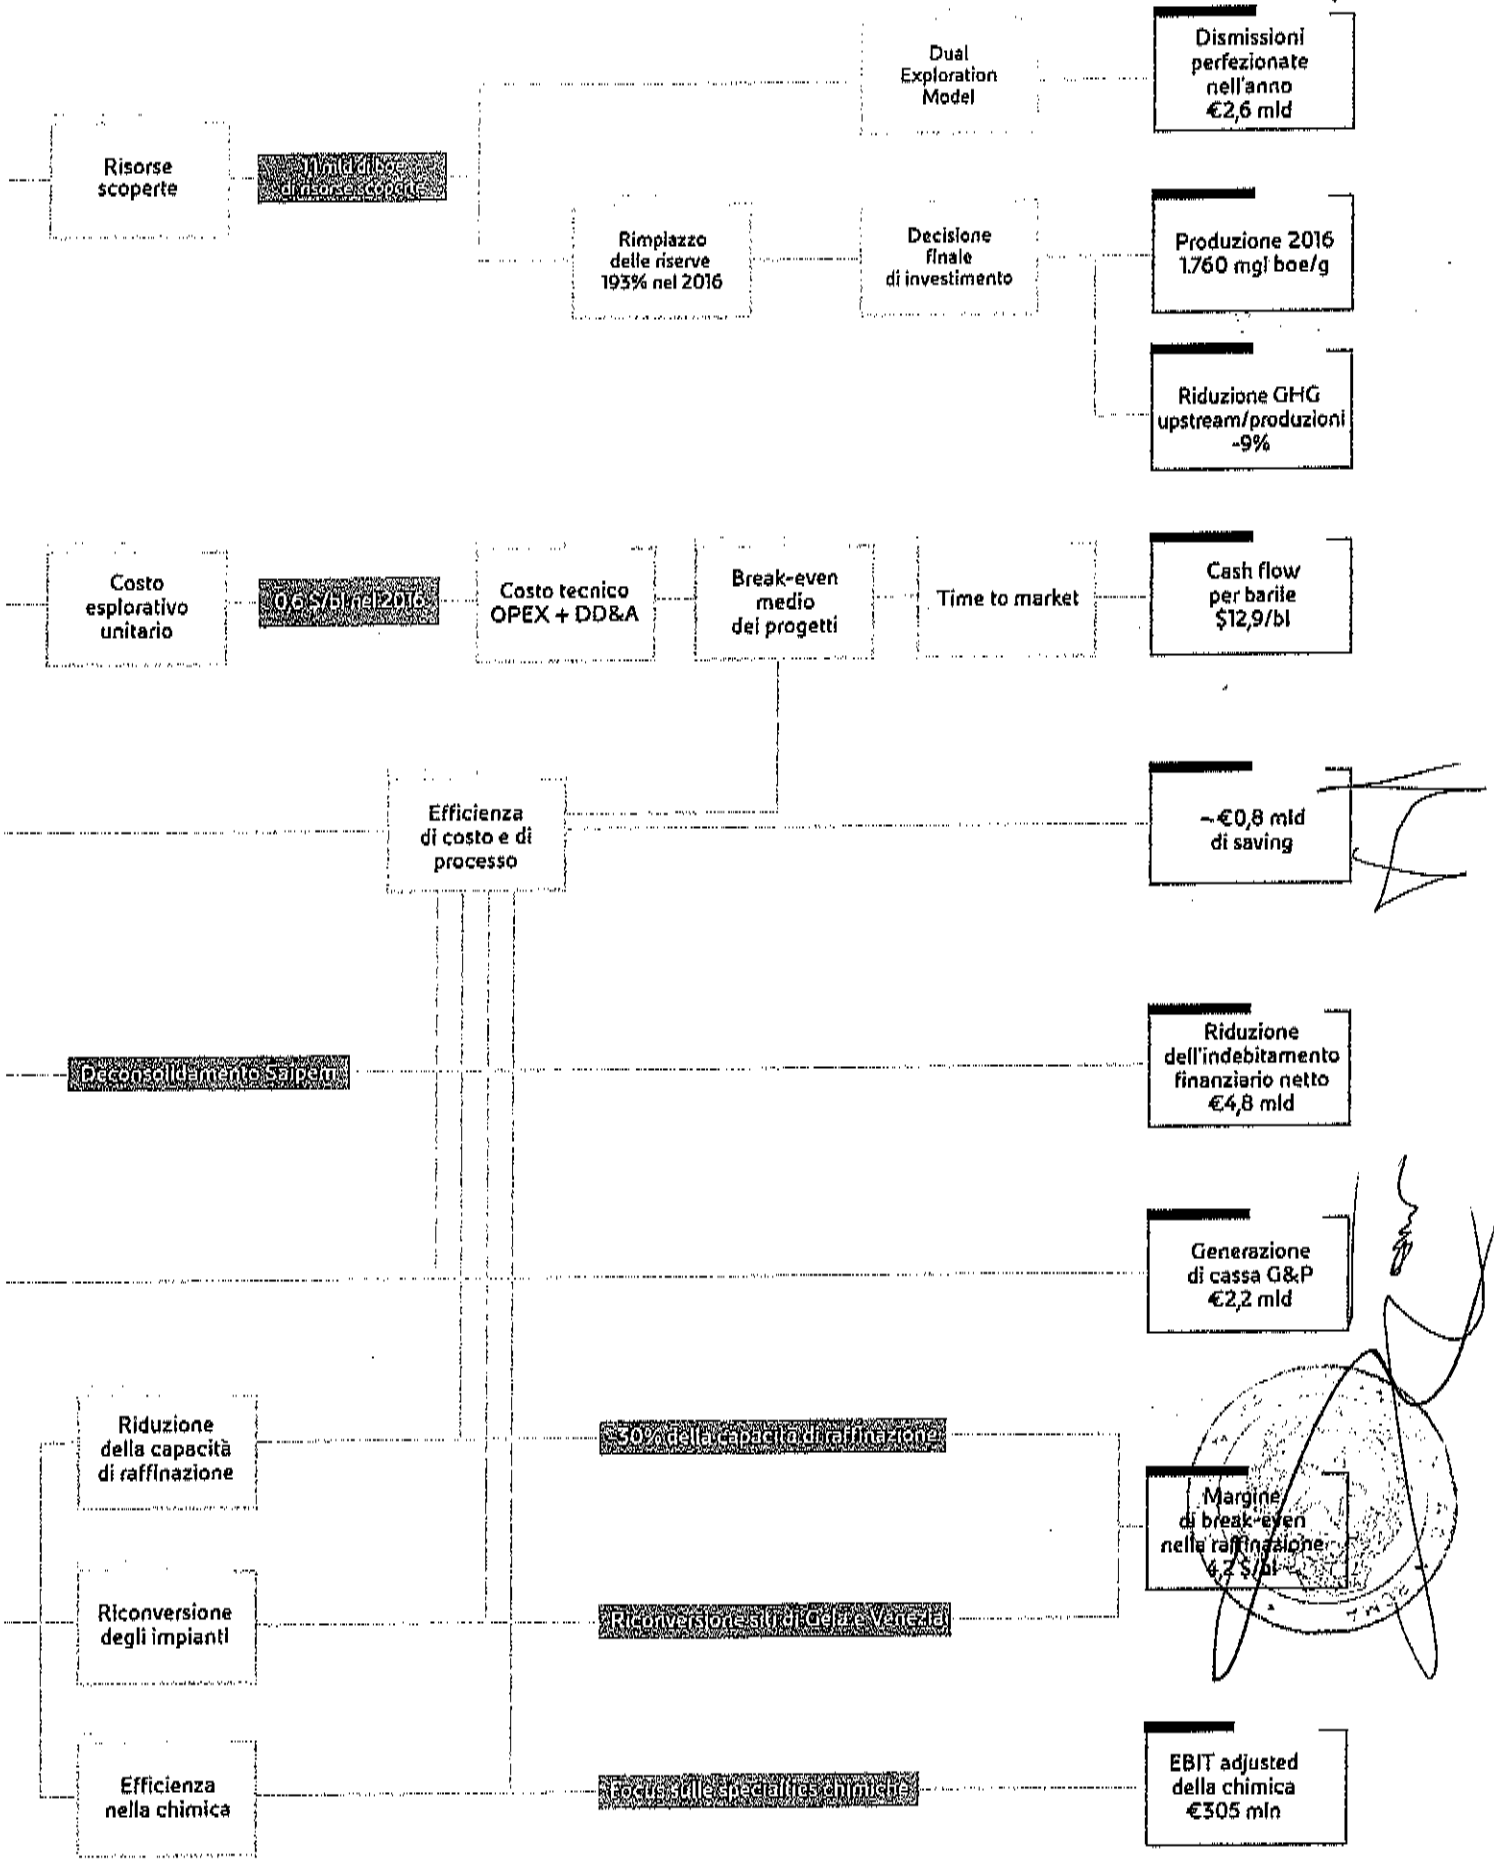 Dual
Exploration
Model
Dismissioni
perfezionate
nell'anno
€2,6 mld
Risorse
scoperte
1,1 mld di boe
di risorse scoperte
Rimpiazzo
delle riserve
193% nel 2016
Decisione
finale
di investimento
Produzione 2016
1.760 mgl boe/g
Riduzione GHG
upstream/produzioni
-9%
Costo
esplorativo
unitario
0,6 $/bl nel 2016
Costo tecnico
OPEX + DD&A
Break-even
medio
dei progetti
Time to market
Cash flow
per barile
$12,9/bl
Efficienza
di costo e di
processo
~€0,8 mld
di saving
Deconsolidamento Saipem
Riduzione
dell'indebitamento
finanziario netto
€4,8 mld
Generazione
di cassa G&P
€2,2 mld
Riduzione
della capacità
di raffinazione
-30% della capacità di raffinazione
Margine
di break-even
nella raffinazione
4,2 $/bl
Riconversione
degli impianti
Riconversione siti di Gela e Venezia
Efficienza
nella chimica
Focus sulle specialties chimiche
EBIT adjusted
della chimica
€305 mln